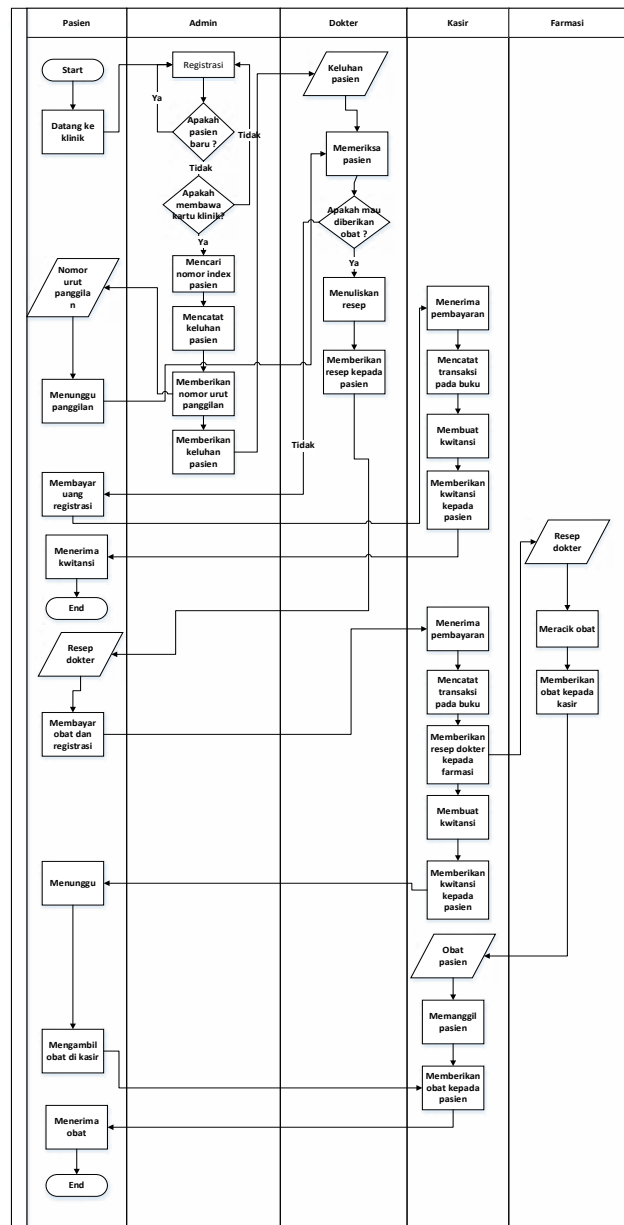 Pasien
Admin
Dokter
Kasir
Farmasi
Start
Datang ke
klinik
Registrasi
Ya
Apakah
pasien
baru ?
Tidak
Tidak
Apakah
membawa
kartu klinik?
Ya
Mencari
nomor index
pasien
Mencatat
keluhan
pasien
Memberikan
nomor urut
panggilan
Memberikan
keluhan
pasien
Nomor
urut
panggila
n
Menunggu
panggilan
Keluhan
pasien
Memeriksa
pasien
Apakah mau
diberikan
obat ?
Ya
Menuliskan
resep
Memberikan
resep kepada
pasien
Tidak
Membayar
uang
registrasi
Menerima
pembayaran
Mencatat
transaksi
pada buku
Membuat
kwitansi
Memberikan
kwitansi
kepada
pasien
Menerima
kwitansi
End
Resep
dokter
Membayar
obat dan
registrasi
Menerima
pembayaran
Mencatat
transaksi
pada buku
Memberikan
resep dokter
kepada
farmasi
Membuat
kwitansi
Memberikan
kwitansi
kepada
pasien
Resep
dokter
Meracik obat
Memberikan
obat kepada
kasir
Menunggu
Obat
pasien
Memanggil
pasien
Mengambil
obat di kasir
Memberikan
obat kepada
pasien
Menerima
obat
End